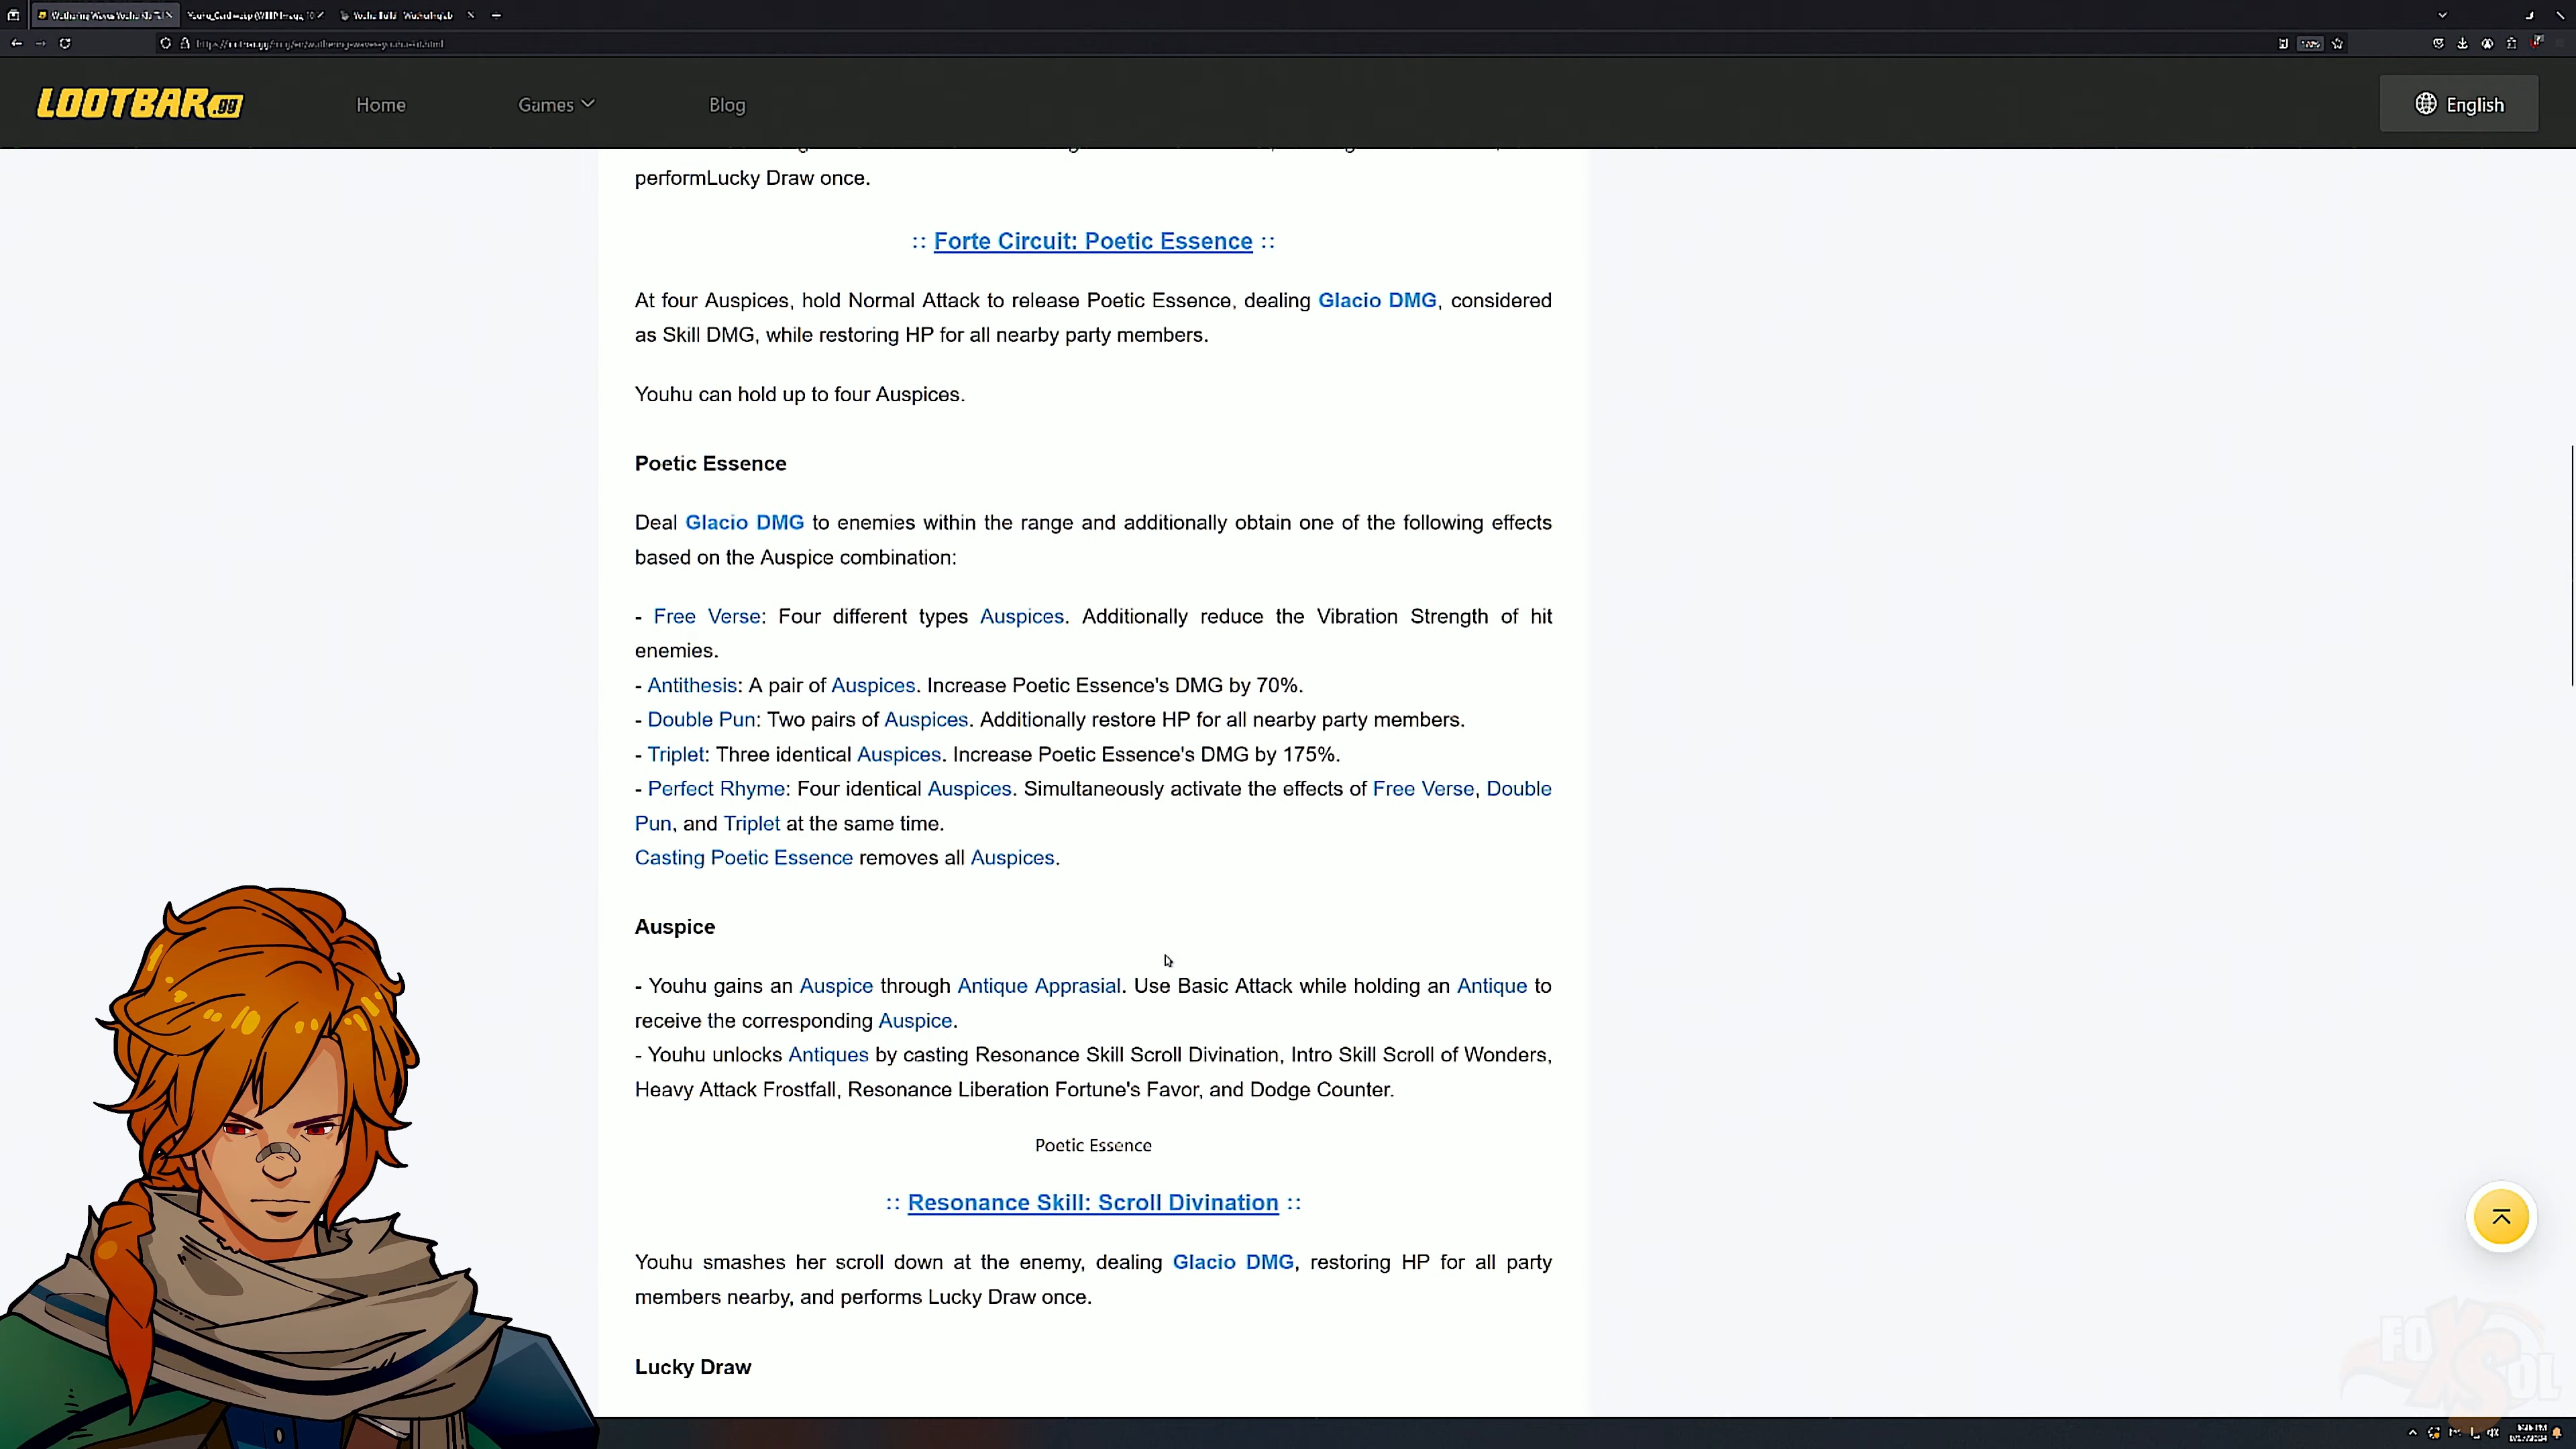 LOOTBAR.gg
Home
Games
Blog
English
performLucky Draw once.
:: Forte Circuit: Poetic Essence ::
At four Auspices, hold Normal Attack to release Poetic Essence, dealing Glacio DMG, considered
as Skill DMG, while restoring HP for all nearby party members.
Youhu can hold up to four Auspices.
Poetic Essence
Deal Glacio DMG to enemies within the range and additionally obtain one of the following effects
based on the Auspice combination:
- Free Verse: Four different types Auspices. Additionally reduce the Vibration Strength of hit
enemies.
- Antithesis: A pair of Auspices. Increase Poetic Essence's DMG by 70%.
- Double Pun: Two pairs of Auspices. Additionally restore HP for all nearby party members.
- Triplet: Three identical Auspices. Increase Poetic Essence's DMG by 175%.
- Perfect Rhyme: Four identical Auspices. Simultaneously activate the effects of Free Verse, Double
Pun, and Triplet at the same time.
Casting Poetic Essence removes all Auspices.
Auspice
- Youhu gains an Auspice through Antique Apprasial. Use Basic Attack while holding an Antique to
receive the corresponding Auspice.
- Youhu unlocks Antiques by casting Resonance Skill Scroll Divination, Intro Skill Scroll of Wonders,
Heavy Attack Frostfall, Resonance Liberation Fortune's Favor, and Dodge Counter.
Poetic Essence
:: Resonance Skill: Scroll Divination ::
Youhu smashes her scroll down at the enemy, dealing Glacio DMG, restoring HP for all party
members nearby, and performs Lucky Draw once.
Lucky Draw
FOXSOL